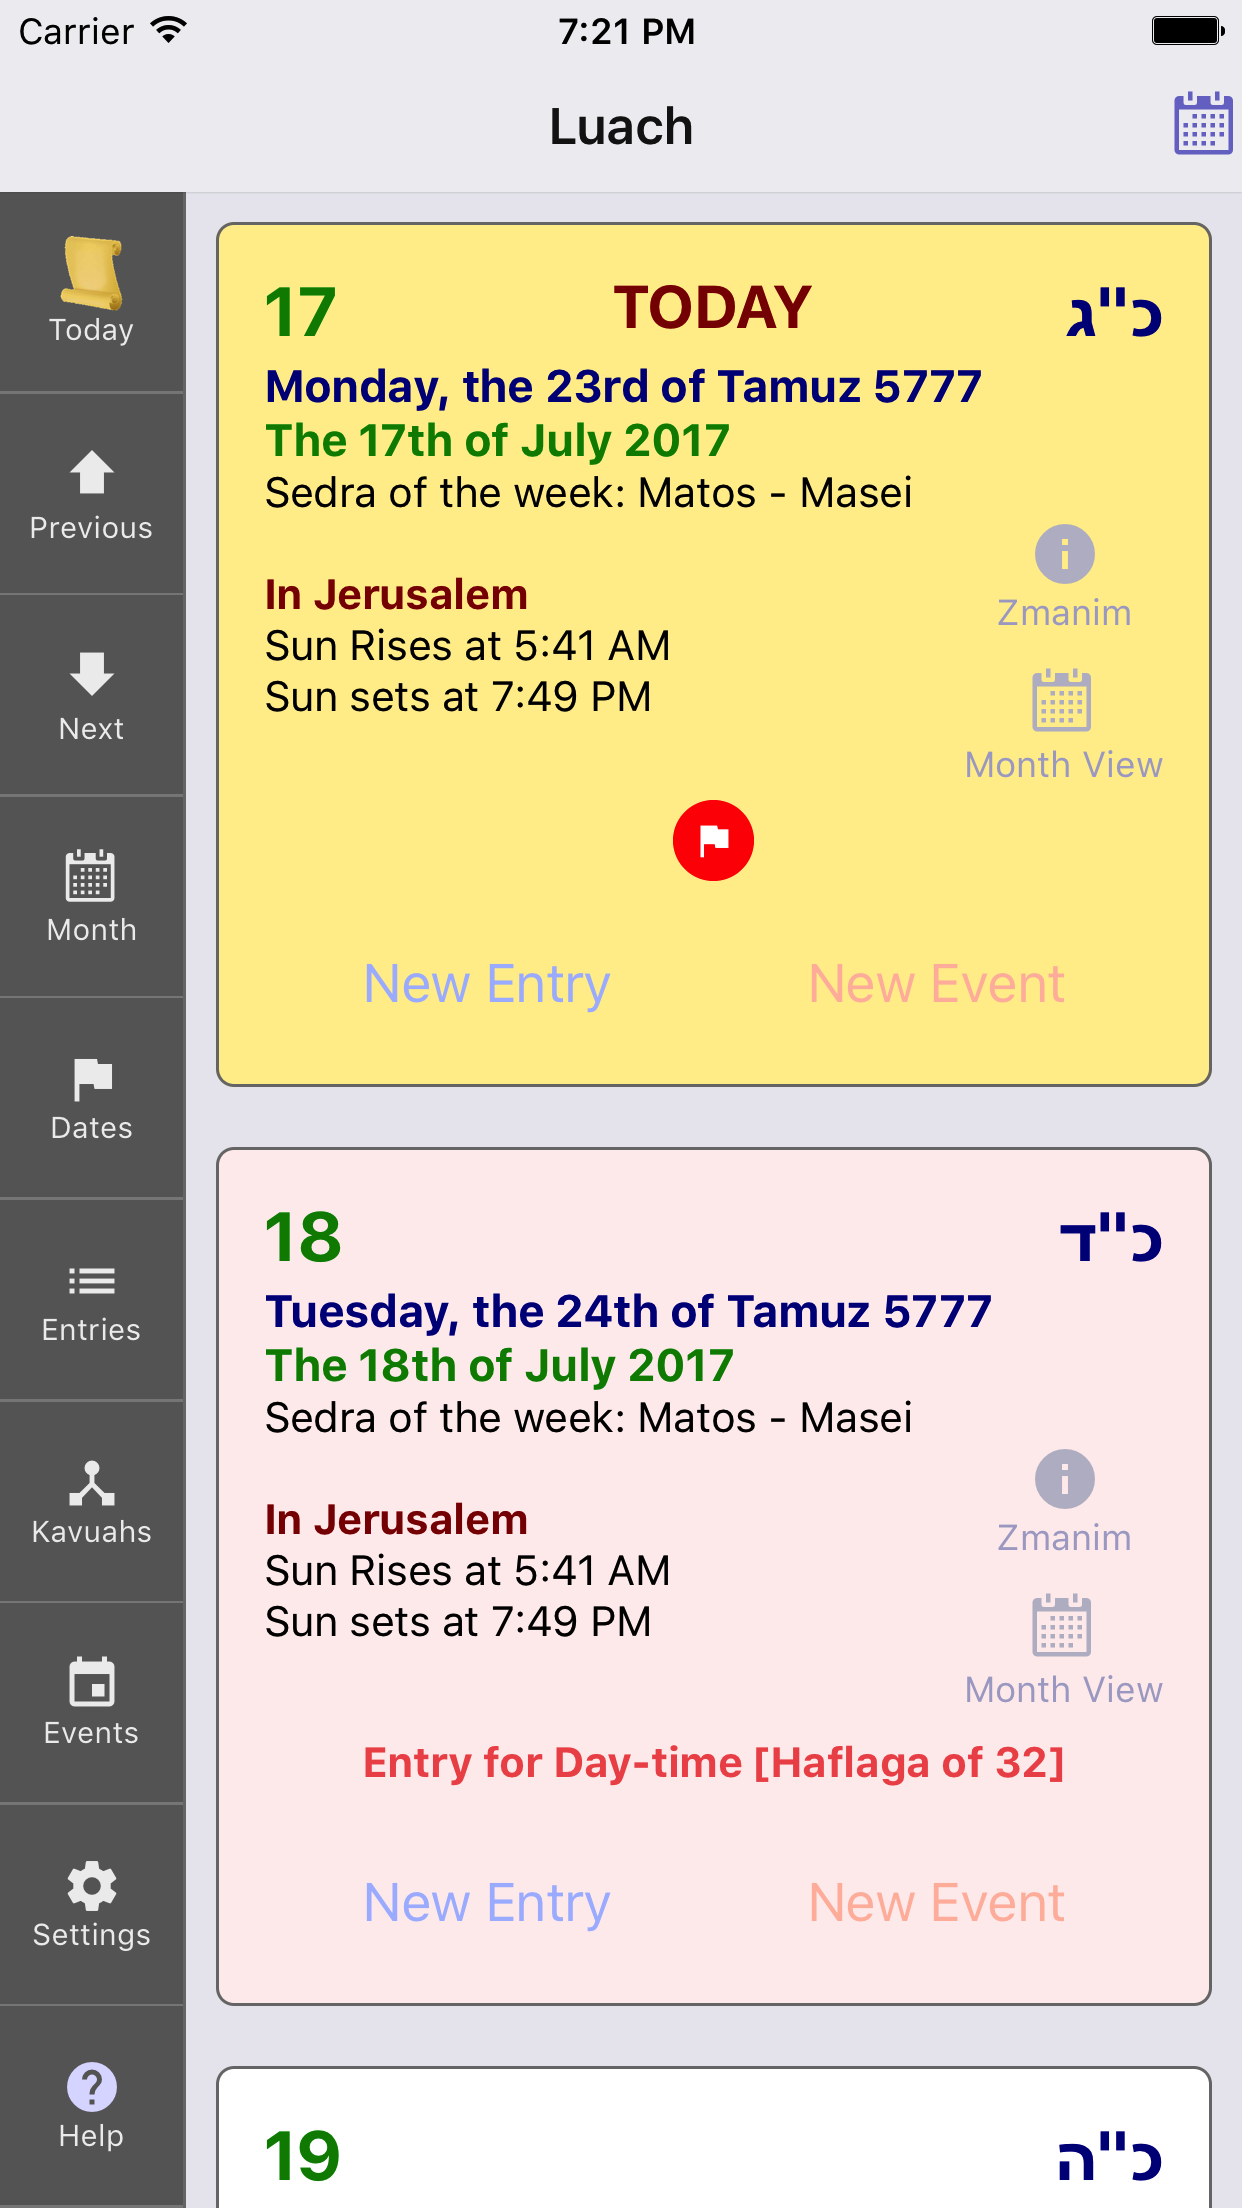 Carrier 7:21 PM
Luach
Today
Previous
Next
Month
Dates
Entries
Kavuahs
Events
Settings
Help
17 TODAY כ"ג
Monday, the 23rd of Tamuz 5777
The 17th of July 2017
Sedra of the week: Matos - Masei
In Jerusalem
Sun Rises at 5:41 AM
Sun sets at 7:49 PM
Zmanim
Month View
New Entry New Event
18 כ"ד
Tuesday, the 24th of Tamuz 5777
The 18th of July 2017
Sedra of the week: Matos - Masei
In Jerusalem
Sun Rises at 5:41 AM
Sun sets at 7:49 PM
Zmanim
Month View
Entry for Day-time [Haflaga of 32]
New Entry New Event
19 כ"ה